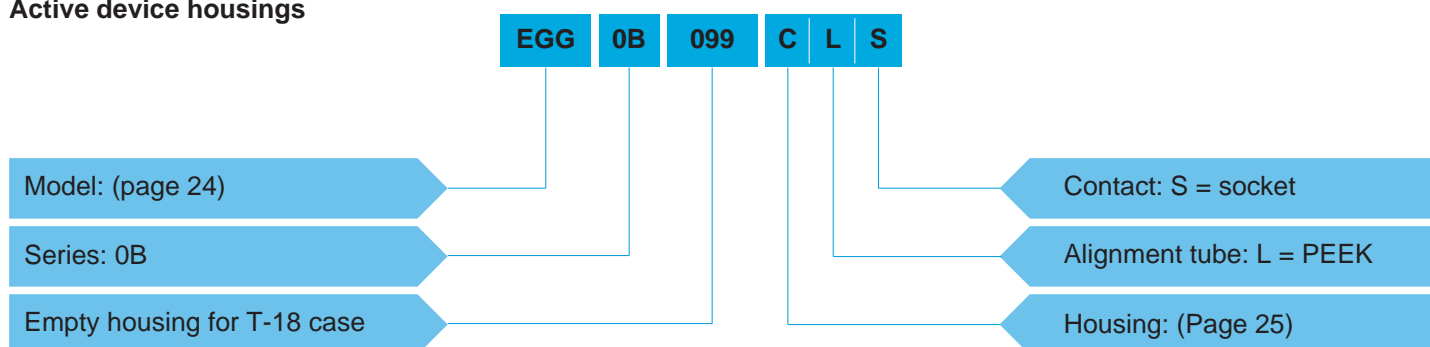 Active device housings
EGG 0B 099 C L S
Model: (page 24)
Series: 0B
Empty housing for T-18 case
Contact: S = socket
Alignment tube: L = PEEK
Housing: (Page 25)